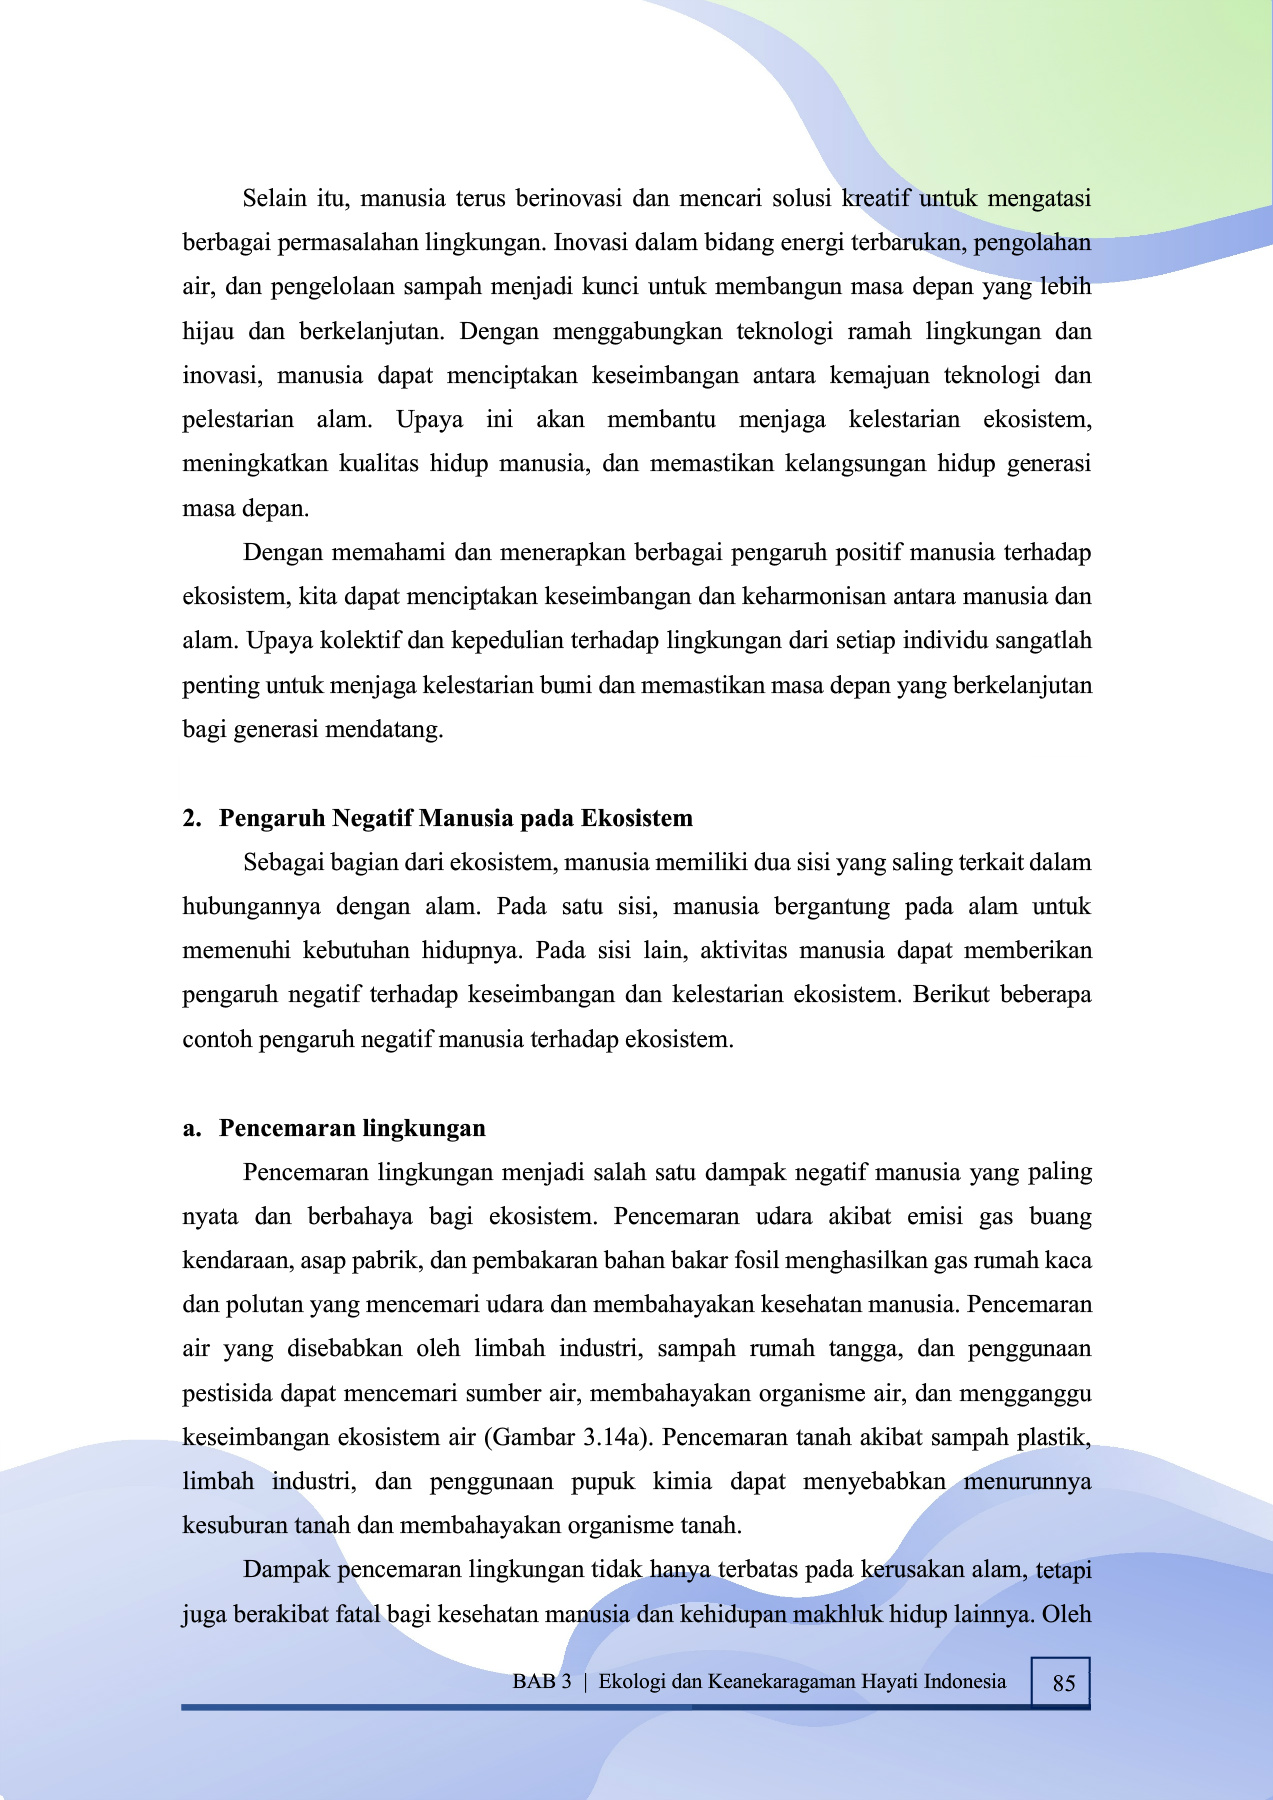 Selain itu, manusia terus berinovasi dan mencari solusi kreatif untuk mengatasi
berbagai permasalahan lingkungan. Inovasi dalam bidang energi terbarukan, pengolahan
air, dan pengelolaan sampah menjadi kunci untuk membangun masa depan yang lebih
hijau dan berkelanjutan. Dengan menggabungkan teknologi ramah lingkungan dan
inovasi, manusia dapat menciptakan keseimbangan antara kemajuan teknologi dan
pelestarian alam. Upaya ini akan membantu menjaga kelestarian ekosistem,
meningkatkan kualitas hidup manusia, dan memastikan kelangsungan hidup generasi
masa depan.
Dengan memahami dan menerapkan berbagai pengaruh positif manusia terhadap
ekosistem, kita dapat menciptakan keseimbangan dan keharmonisan antara manusia dan
alam. Upaya kolektif dan kepedulian terhadap lingkungan dari setiap individu sangatlah
penting untuk menjaga kelestarian bumi dan memastikan masa depan yang berkelanjutan
bagi generasi mendatang.
2. Pengaruh Negatif Manusia pada Ekosistem
Sebagai bagian dari ekosistem, manusia memiliki dua sisi yang saling terkait dalam
hubungannya dengan alam. Pada satu sisi, manusia bergantung pada alam untuk
memenuhi kebutuhan hidupnya. Pada sisi lain, aktivitas manusia dapat memberikan
pengaruh negatif terhadap keseimbangan dan kelestarian ekosistem. Berikut beberapa
contoh pengaruh negatif manusia terhadap ekosistem.
a. Pencemaran lingkungan
Pencemaran lingkungan menjadi salah satu dampak negatif manusia yang paling
nyata dan berbahaya bagi ekosistem. Pencemaran udara akibat emisi gas buang
kendaraan, asap pabrik, dan pembakaran bahan bakar fosil menghasilkan gas rumah kaca
dan polutan yang mencemari udara dan membahayakan kesehatan manusia. Pencemaran
air yang disebabkan oleh limbah industri, sampah rumah tangga, dan penggunaan
pestisida dapat mencemari sumber air, membahayakan organisme air, dan mengganggu
keseimbangan ekosistem air (Gambar 3.14a). Pencemaran tanah akibat sampah plastik,
limbah industri, dan penggunaan pupuk kimia dapat menyebabkan menurunnya
kesuburan tanah dan membahayakan organisme tanah.
Dampak pencemaran lingkungan tidak hanya terbatas pada kerusakan alam, tetapi
juga berakibat fatal bagi kesehatan manusia dan kehidupan makhluk hidup lainnya. Oleh
BAB 3 | Ekologi dan Keanekaragaman Hayati Indonesia 85